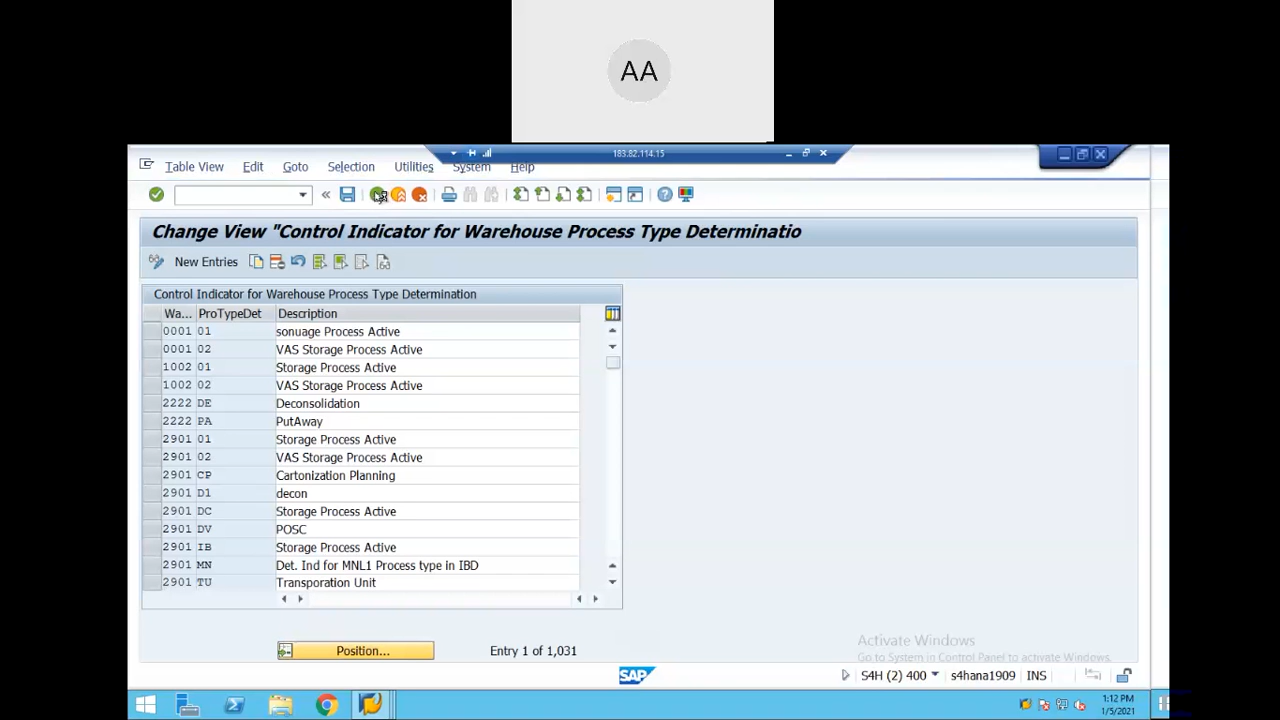 AA
183.82.114.15
Table View Edit Goto Selection Utilities System Help
Change View "Control Indicator for Warehouse Process Type Determinatio
New Entries
Control Indicator for Warehouse Process Type Determination
Wa... ProTypeDet Description
0001 01 sonuage Process Active
0001 02 VAS Storage Process Active
1002 01 Storage Process Active
1002 02 VAS Storage Process Active
2222 DE Deconsolidation
2222 PA PutAway
2901 01 Storage Process Active
2901 02 VAS Storage Process Active
2901 CP Cartonization Planning
2901 D1 decon
2901 DC Storage Process Active
2901 DV POSC
2901 IB Storage Process Active
2901 MN Det. Ind for MNL1 Process type in IBD
2901 TU Transporation Unit
Position... Entry 1 of 1,031
Activate Windows
Go to System in Control Panel to activate Windows.
SAP S4H (2) 400 s4hana1909 INS
1:12 PM
1/5/2021